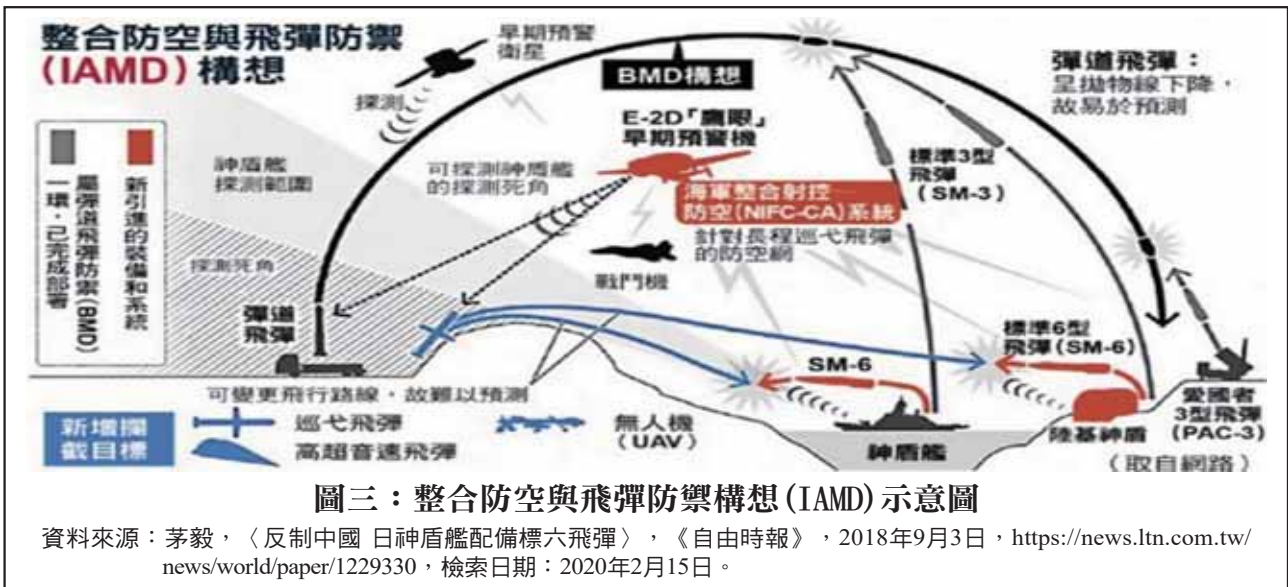 整合防空與飛彈防禦
(IAMD)構想
早期預警
衛星
探測
BMD構想
彈道飛彈：
呈拋物線下降，
故易於預測
E-2D「鷹眼」
早期預警機
新引進的裝備和系統
屬彈道飛彈防禦(BMD)
一環，已完成部署
神盾艦
探測範圍
可探測神盾艦
的探測死角
標準3型
飛彈
(SM-3)
海軍整合射控—
防空(NIFC-CA)系統
針對長程巡弋飛彈
的防空網
探測死角
戰鬥機
彈道
飛彈
標準6型
飛彈(SM-6)
SM-6
可變更飛行路線，故難以預測
愛國者
3型飛彈
(PAC-3)
新增攔
截目標
巡弋飛彈
高超音速飛彈
無人機
(UAV)
神盾艦
陸基神盾
(取自網路)
圖三：整合防空與飛彈防禦構想(IAMD)示意圖
資料來源：茅毅，〈反制中國 日神盾艦配備標六飛彈〉，《自由時報》，2018年9月3日，https://news.ltn.com.tw/
news/world/paper/1229330，檢索日期：2020年2月15日。